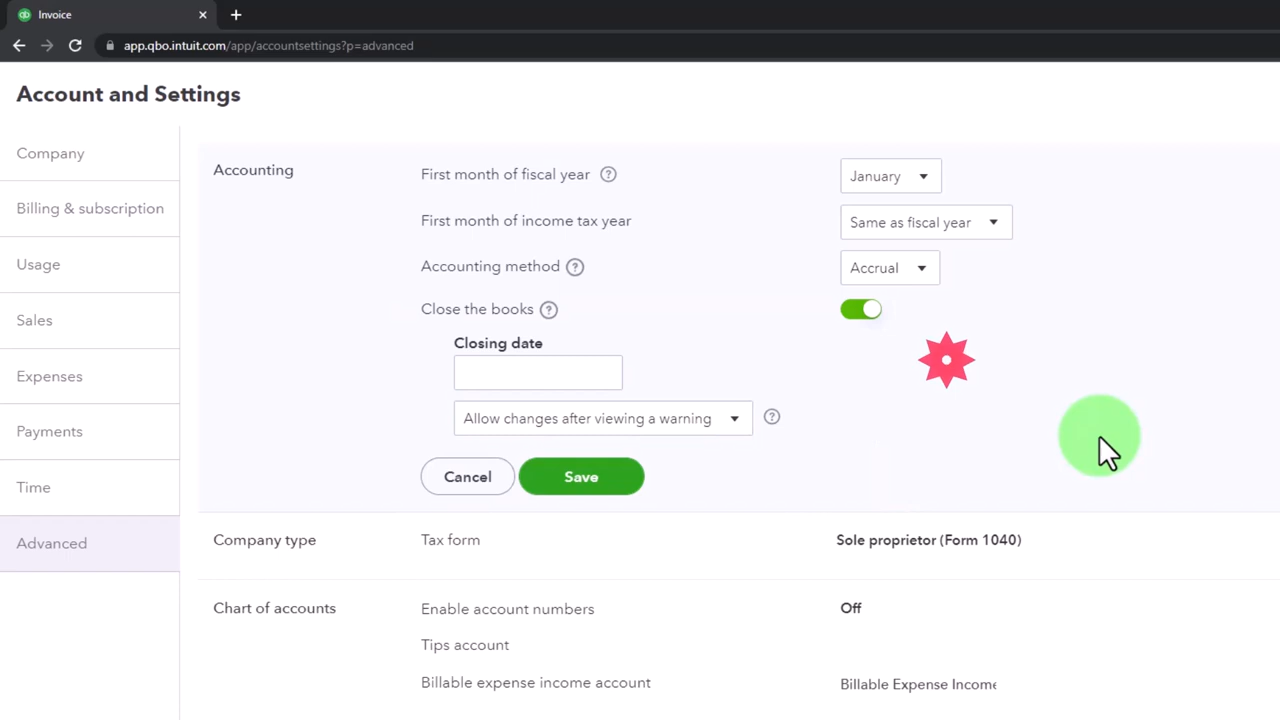 Invoice
app.qbo.intuit.com/app/accountsettings?p=advanced
Account and Settings
Company
Billing & subscription
Usage
Sales
Expenses
Payments
Time
Advanced
Accounting
First month of fiscal year ?
January
First month of income tax year
Same as fiscal year
Accounting method ?
Accrual
Close the books ?
Closing date
Allow changes after viewing a warning ?
Cancel
Save
Company type
Tax form
Sole proprietor (Form 1040)
Chart of accounts
Enable account numbers
Off
Tips account
Billable expense income account
Billable Expense Income